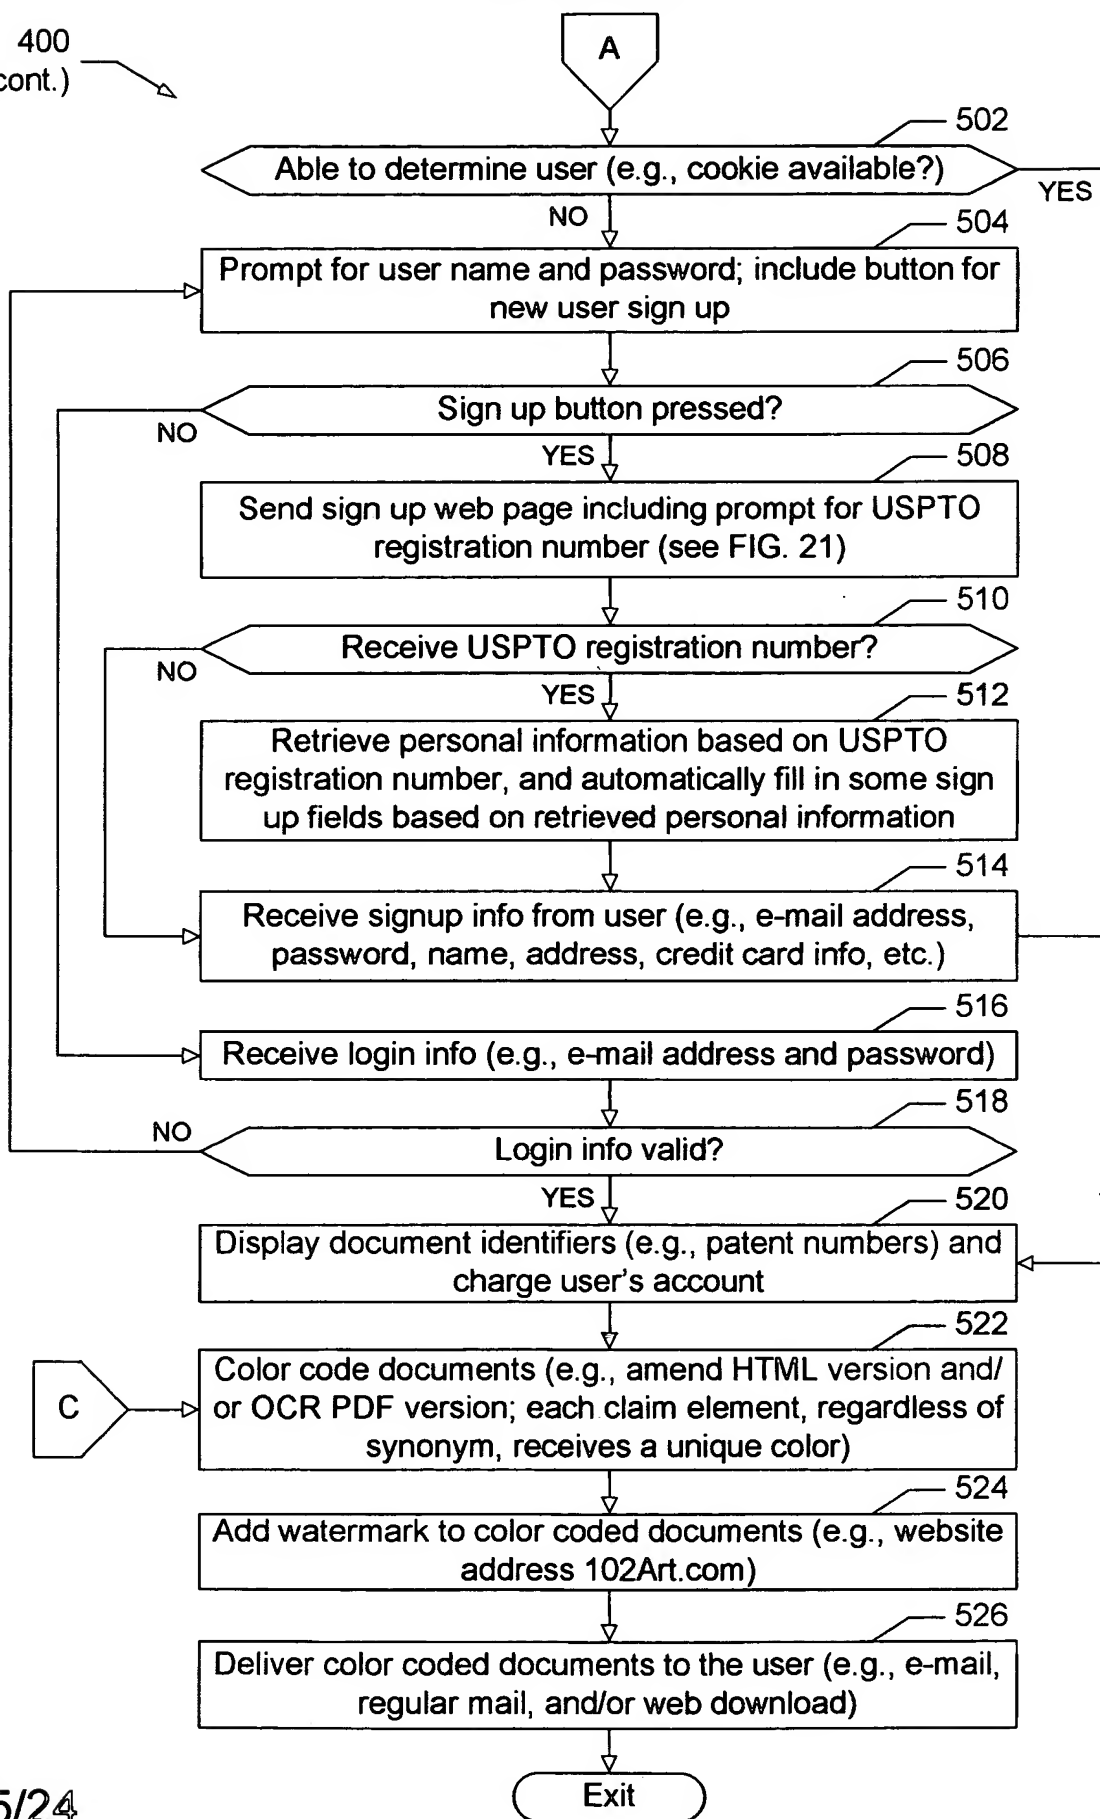 400
cont.)
A
502
Able to determine user (e.g., cookie available?)
YES
NO
504
Prompt for user name and password; include button for
new user sign up
506
Sign up button pressed?
NO
YES
508
Send sign up web page including prompt for USPTO
registration number (see FIG. 21)
510
Receive USPTO registration number?
NO
YES
512
Retrieve personal information based on USPTO
registration number, and automatically fill in some sign
up fields based on retrieved personal information
514
Receive signup info from user (e.g., e-mail address,
password, name, address, credit card info, etc.)
516
Receive login info (e.g., e-mail address and password)
518
NO
Login info valid?
YES
520
Display document identifiers (e.g., patent numbers) and
charge user's account
522
Color code documents (e.g., amend HTML version and/
or OCR PDF version; each claim element, regardless of
synonym, receives a unique color)
C
524
Add watermark to color coded documents (e.g., website
address 102Art.com)
526
Deliver color coded documents to the user (e.g., e-mail,
regular mail, and/or web download)
Exit
5/24